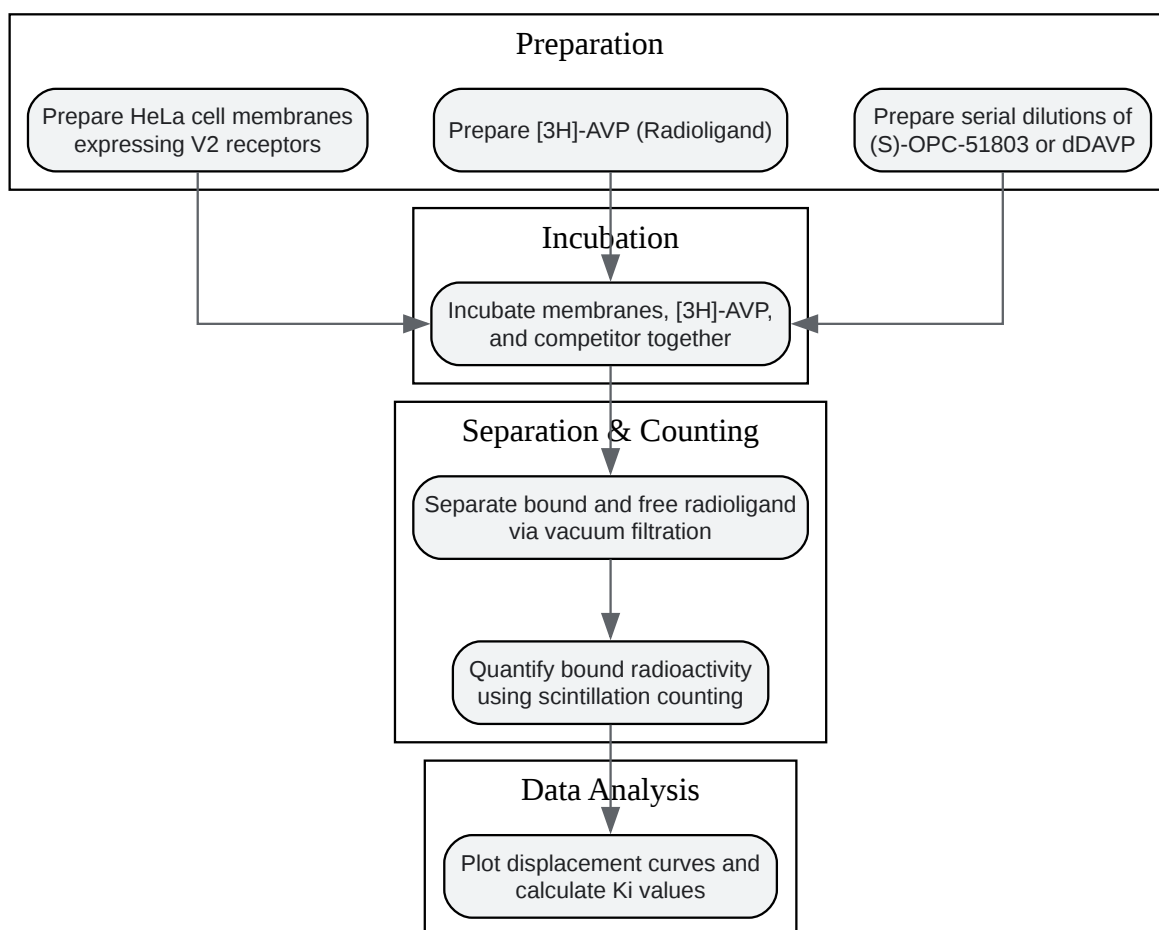 Preparation
Prepare HeLa cell membranes
expressing V2 receptors
Prepare [3H]-AVP (Radioligand)
Prepare serial dilutions of
(S)-OPC-51803 or dDAVP
Incubation
Incubate membranes, [3H]-AVP,
and competitor together
Separation & Counting
Separate bound and free radioligand
via vacuum filtration
Quantify bound radioactivity
using scintillation counting
Data Analysis
Plot displacement curves and
calculate Ki values